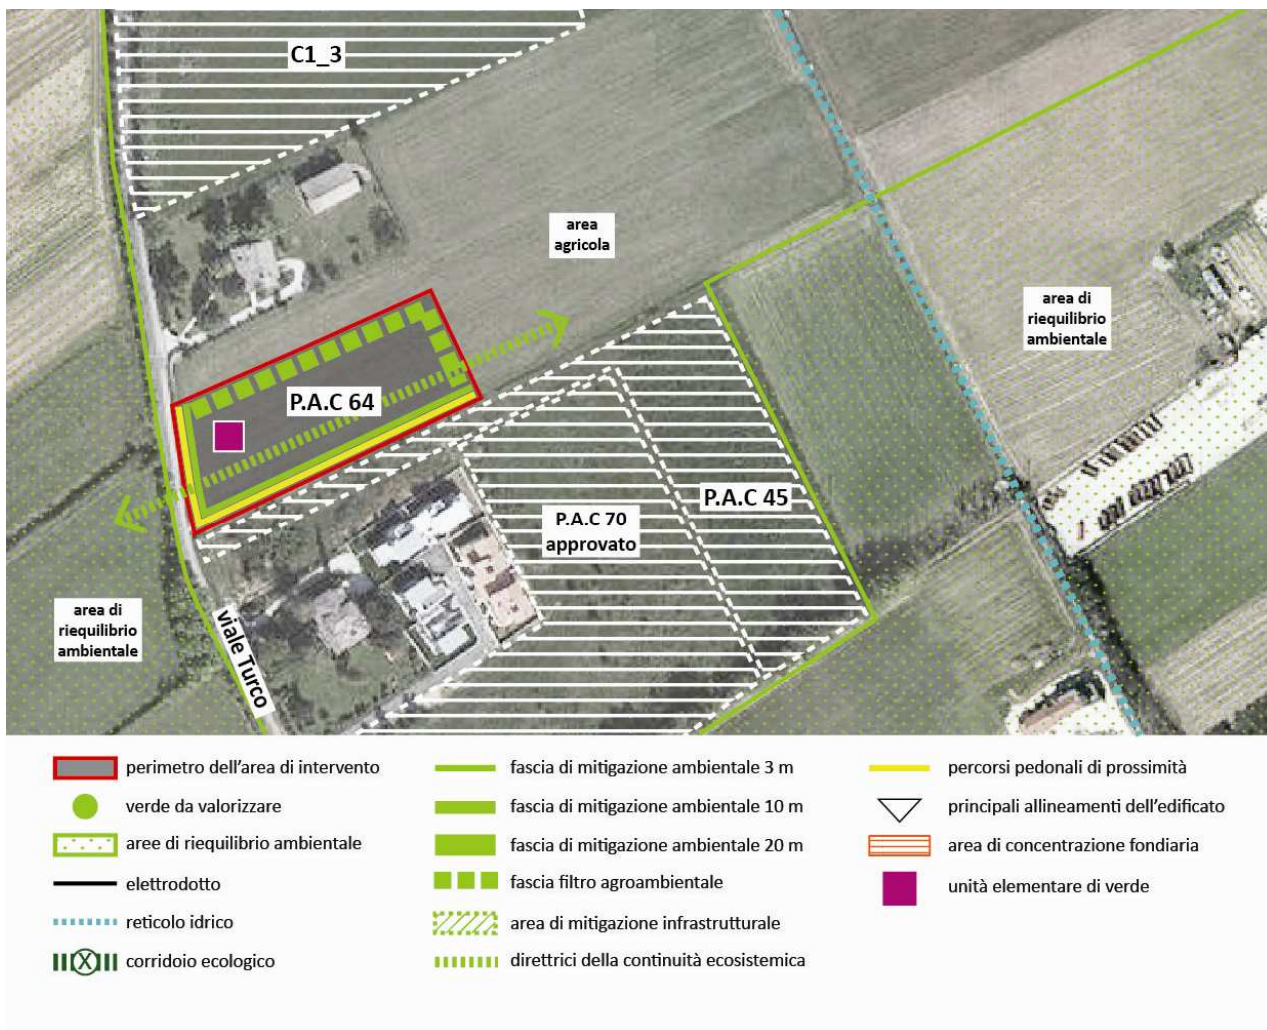 C1_3
area
agricola
area di
riequilibrio
ambientale
P.A.C 64
P.A.C 45
P.A.C 70
approvato
area di
riequilibrio
ambientale
viale Turco
perimetro dell'area di intervento
verde da valorizzare
aree di riequilibrio ambientale
elettrodotto
reticolo idrico
X
corridoio ecologico
fascia di mitigazione ambientale 3 m
fascia di mitigazione ambientale 10 m
fascia di mitigazione ambientale 20 m
fascia filtro agroambientale
area di mitigazione infrastrutturale
direttrici della continuità ecosistemica
percorsi pedonali di prossimità
principali allineamenti dell'edificato
area di concentrazione fondiaria
unità elementare di verde